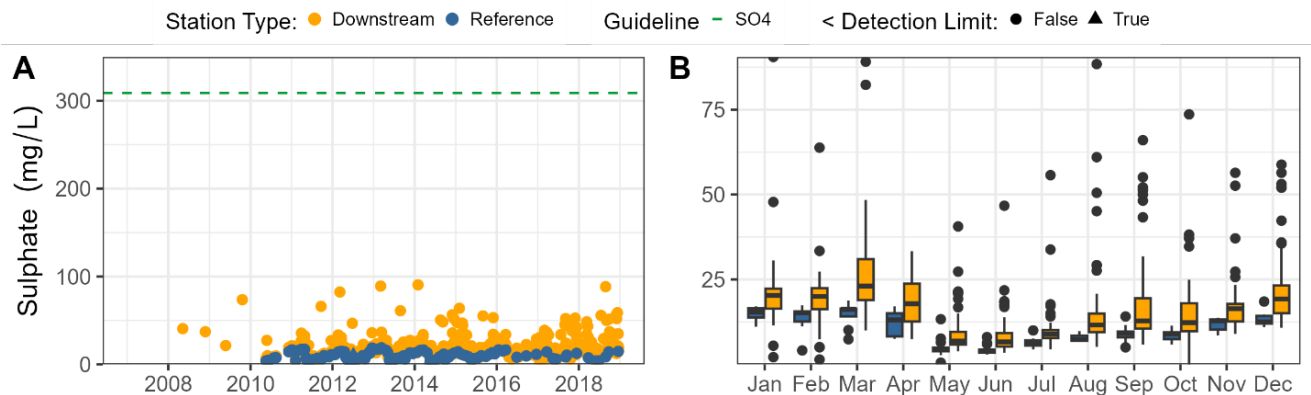 Station Type: Downstream Reference Guideline SO4 < Detection Limit: False True
A
B
Sulphate (mg/L)
300
200
100
0
2008 2010 2012 2014 2016 2018
75
50
25
Jan Feb Mar Apr May Jun Jul Aug Sep Oct Nov Dec